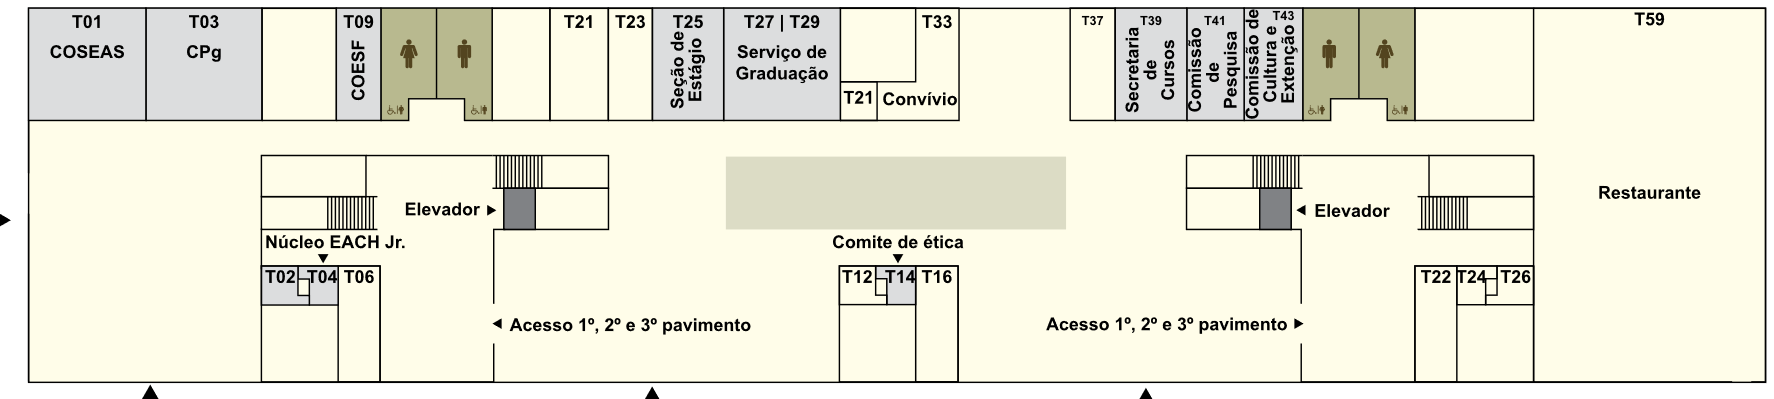 T01
COSEAS
T03
CPg
T09
COESF
T21
T23
T25
Seção de
Estágio
T27 | T29
Serviço de
Graduação
T33
T21
Convívio
T37
T39
Secretaria
de
Cursos
T41
Comissão
de
Pesquisa
T43
Comissão de
Cultura e
Extenção
T59
Restaurante
Elevador
Elevador
Núcleo EACH Jr.
T02
T04
T06
Comite de ética
T12
T14
T16
T22
T24
T26
Acesso 1º, 2º e 3º pavimento
Acesso 1º, 2º e 3º pavimento